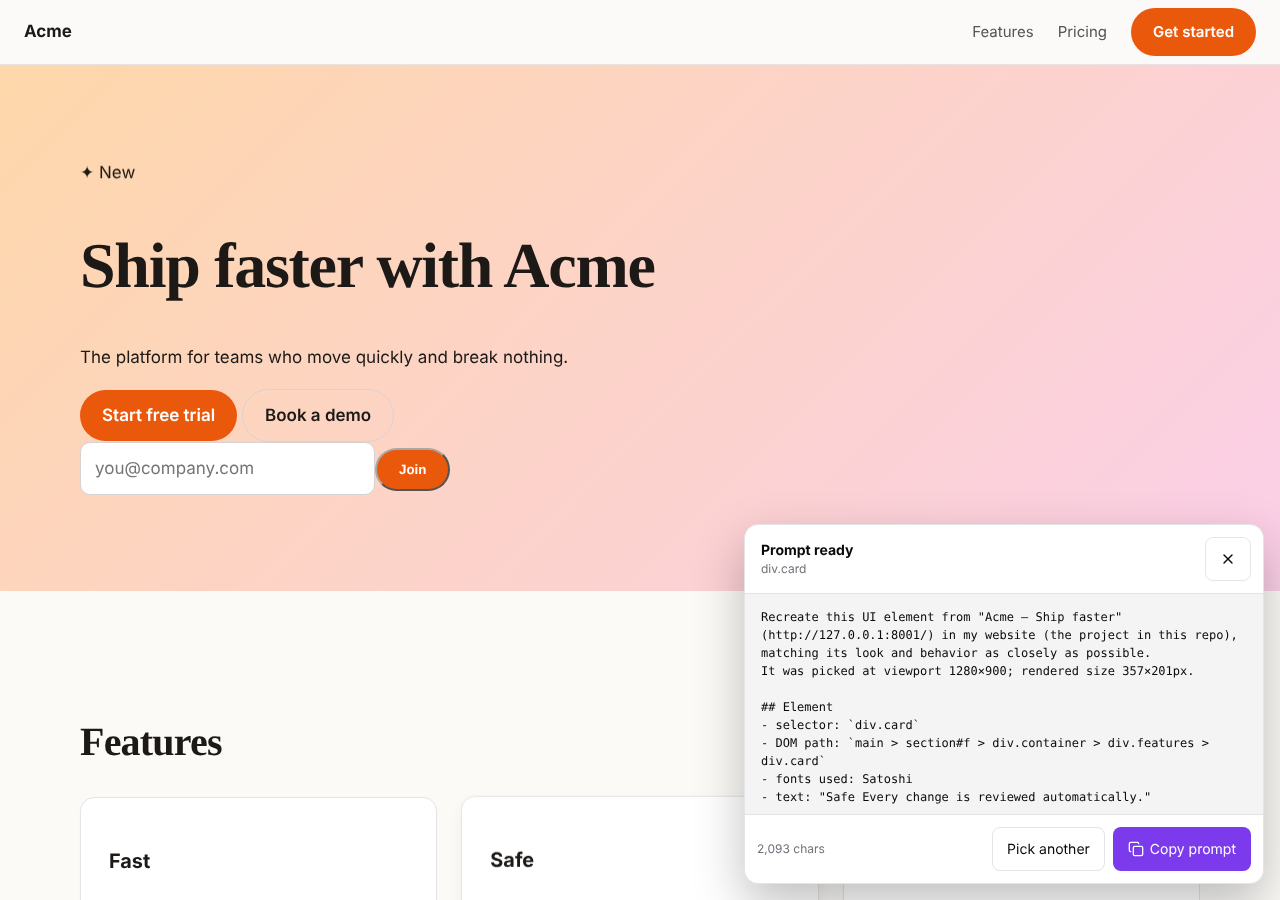 Acme
Features
Pricing
Get started
✦ New
Ship faster with Acme
The platform for teams who move quickly and break nothing.
Start free trial
Book a demo
you@company.com
Join
Features
Fast
Safe
Prompt ready
div.card
Recreate this UI element from "Acme — Ship faster"
(http://127.0.0.1:8001/) in my website (the project in this repo),
matching its look and behavior as closely as possible.
It was picked at viewport 1280×900; rendered size 357×201px.
## Element
- selector: `div.card`
- DOM path: `main > section#f > div.container > div.features >
div.card`
- fonts used: Satoshi
- text: "Safe Every change is reviewed automatically."
2,093 chars
Pick another
Copy prompt